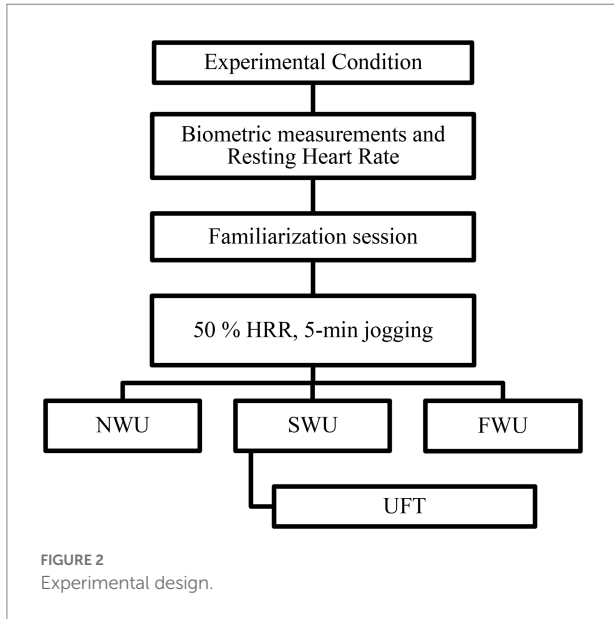 Experimental Condition
Biometric measurements and
Resting Heart Rate
Familiarization session
50 % HRR, 5-min jogging
NWU
SWU
FWU
UFT
FIGURE 2
Experimental design.